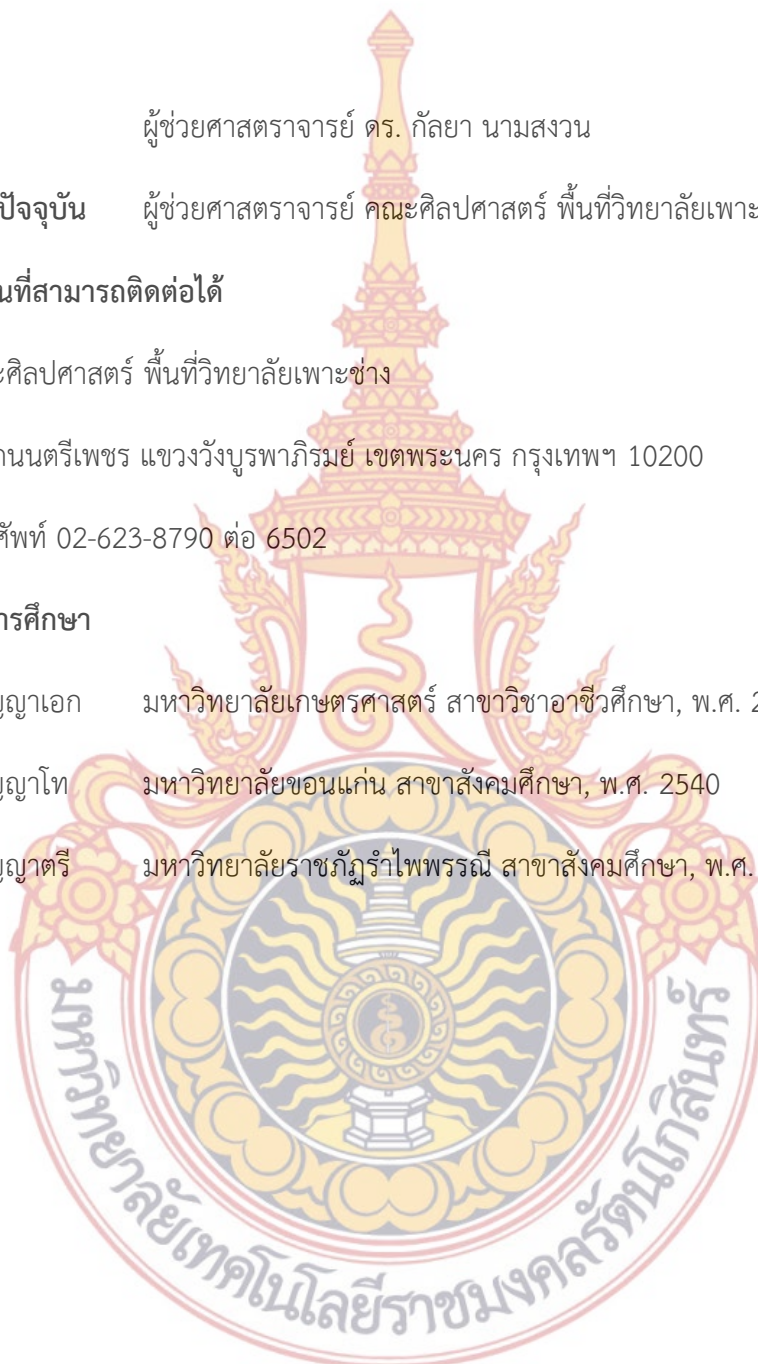 ผู้ช่วยศาสตราจารย์ ดร. กัลยา นามสงวน
ปัจจุบัน ผู้ช่วยศาสตราจารย์ คณะศิลปศาสตร์ พื้นที่วิทยาลัยเพาะ
ที่สามารถติดต่อได้
ศิลปศาสตร์ พื้นที่วิทยาลัยเพาะช่าง
นนตรีเพชร แขวงวังบูรพาภิรมย์ เขตพระนคร กรุงเทพฯ 10200
ศัพท์ 02-623-8790 ต่อ 6502
ารศึกษา
ญญาเอก มหาวิทยาลัยเกษตรศาสตร์ สาขาวิชาอาชีวศึกษา, พ.ศ. 2
ญญาโท มหาวิทยาลัยขอนแก่น สาขาสังคมศึกษา, พ.ศ. 2540
ญญาตรี มหาวิทยาลัยราชภัฏรำไพพรรณี สาขาสังคมศึกษา, พ.ศ.
มหาวิทยาลัยเทคโนโลยีราชมงคลรัตนโกสินทร์